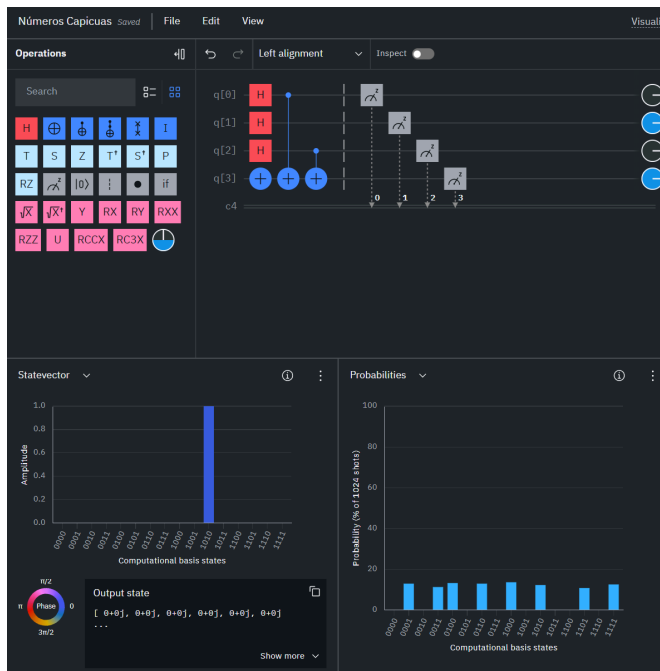 Números Capicuas Saved File Edit View Visuali
Operations Left alignment Inspect
Search
H I
T S Z T† S† P
RZ z |0⟩ if
√X √X† Y RX RY RXX
RZZ U RCCX RC3X
q[0] H z
q[1] H z
q[2] H z
q[3] + + + z
c4 0 1 2 3
Statevector
1.0
0.8
0.6
0.4
0.2
0.0
Amplitude
0000 0001 0010 0011 0100 0101 0110 0111 1000 1001 1010 1011 1100 1101 1110 1111
Computational basis states
π/2
π Phase 0
3π/2
Output state
[ 0+0j, 0+0j, 0+0j, 0+0j, 0+0j, 0+0j
...
Show more
Probabilities
100
80
60
40
20
0
Probability (% of 1024 shots)
0000 0001 0010 0011 0100 0101 0110 0111 1000 1001 1010 1011 1100 1101 1110 1111
Computational basis states